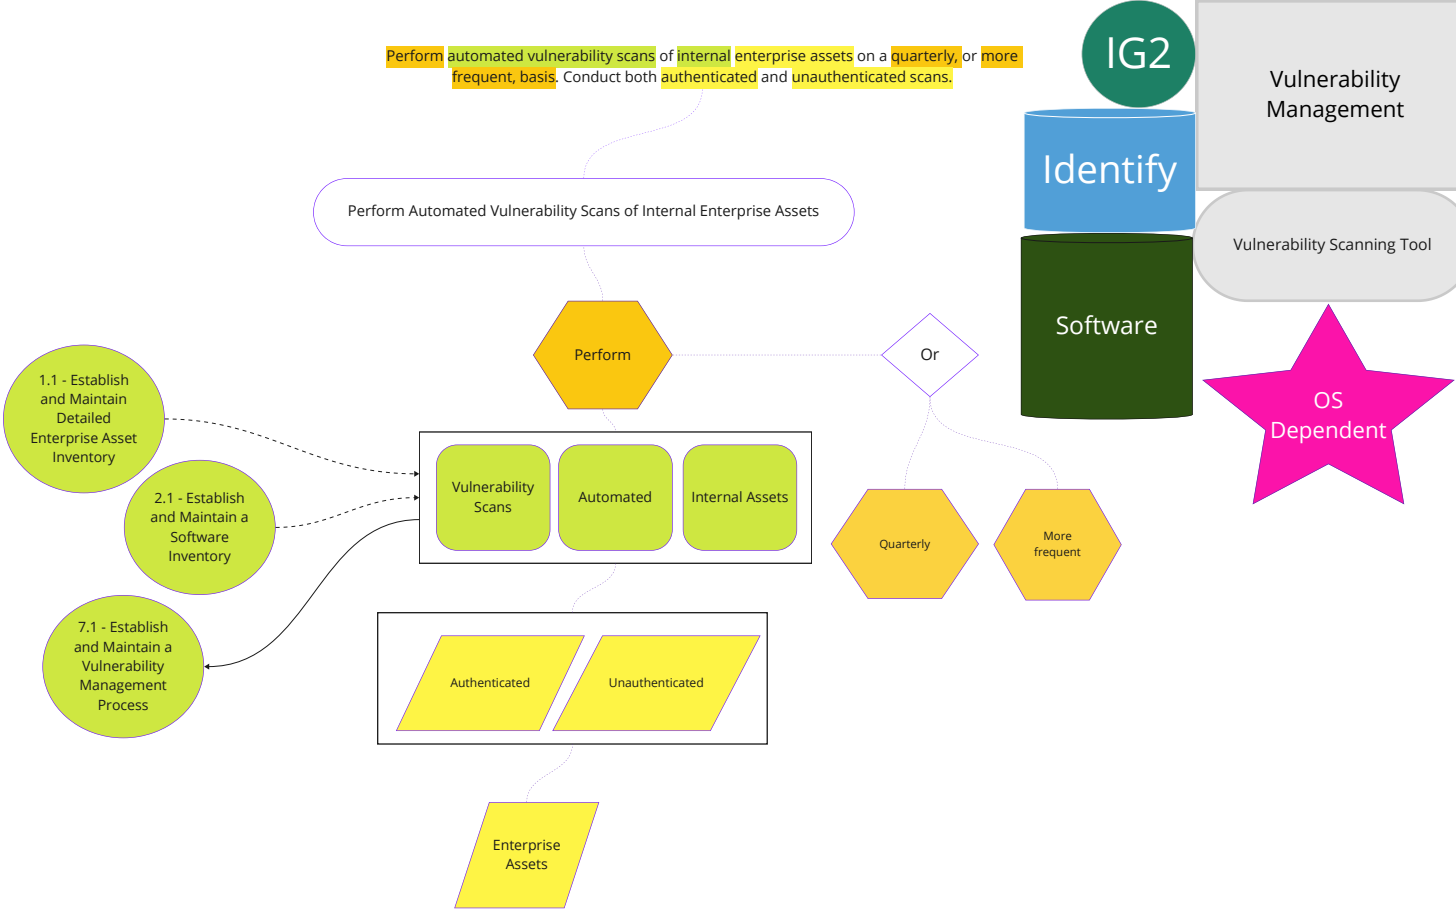 Perform automated vulnerability scans of internal enterprise assets on a quarterly, or more
frequent, basis. Conduct both authenticated and unauthenticated scans.
IG2
Vulnerability
Management
Identify
Perform Automated Vulnerability Scans of Internal Enterprise Assets
Vulnerability Scanning Tool
Software
Perform
Or
OS
Dependent
1.1 - Establish
and Maintain
Detailed
Enterprise Asset
Inventory
2.1 - Establish
and Maintain a
Software
Inventory
7.1 - Establish
and Maintain a
Vulnerability
Management
Process
Vulnerability
Scans
Automated
Internal Assets
Quarterly
More
frequent
Authenticated
Unauthenticated
Enterprise
Assets